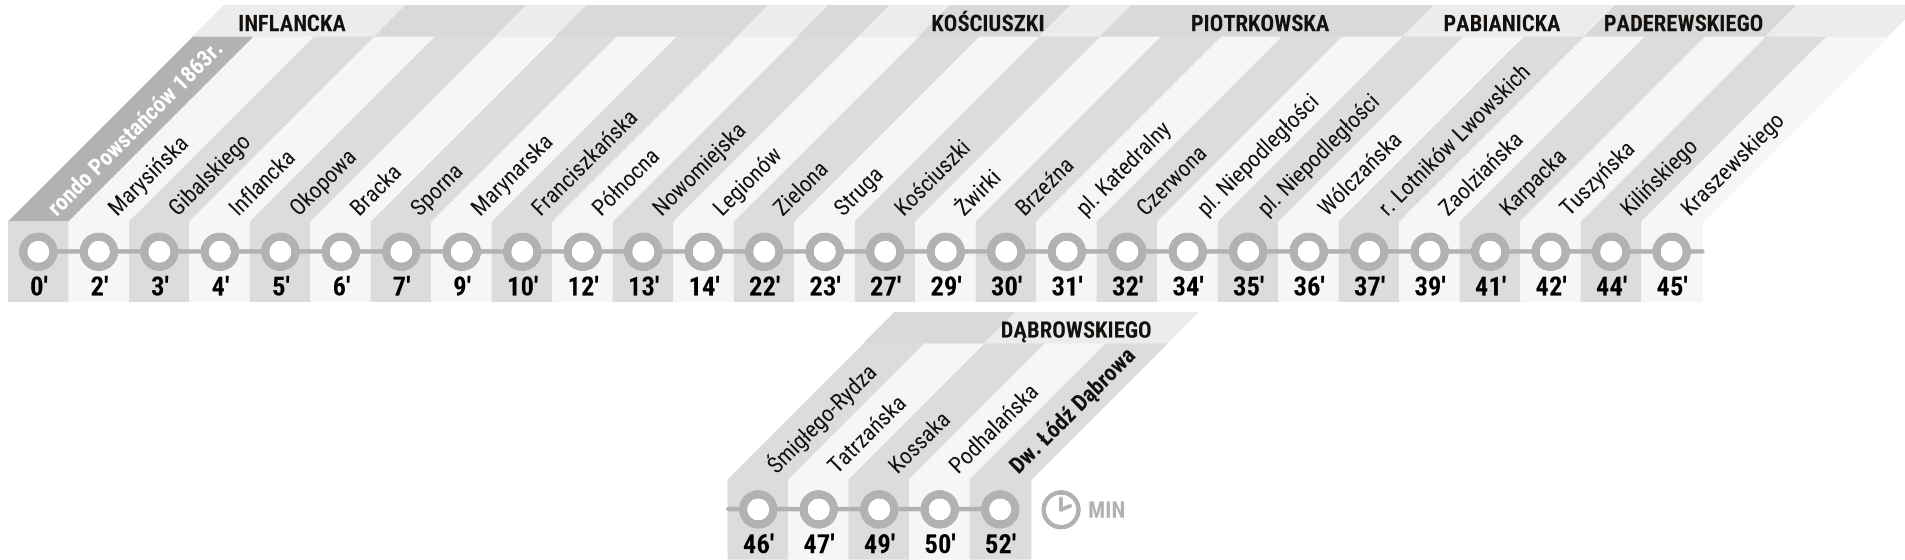 INFLANCKA
KOŚCIUSZKI
PIOTRKOWSKA
PABIANICKA
PADEREWSKIEGO
rondo Powstańców 1863r.
Marysińska
Gibalskiego
Inflancka
Okopowa
Bracka
Sporna
Marynarska
Franciszkańska
Północna
Nowomiejska
Legionów
Zielona
Struga
Kościuszki
Żwirki
Brzeźna
pl. Katedralny
Czerwona
pl. Niepodległości
pl. Niepodległości
Wólczańska
r. Lotników Lwowskich
Zaolziańska
Karpacka
Tuszyńska
Kilińskiego
Kraszewskiego
0' 2' 3' 4' 5' 6' 7' 9' 10' 12' 13' 14' 22' 23' 27' 29' 30' 31' 32' 34' 35' 36' 37' 39' 41' 42' 44' 45'
DĄBROWSKIEGO
Śmigłego-Rydza
Tatrzańska
Kossaka
Podhalańska
Dw. Łódź Dąbrowa
MIN
46' 47' 49' 50' 52'